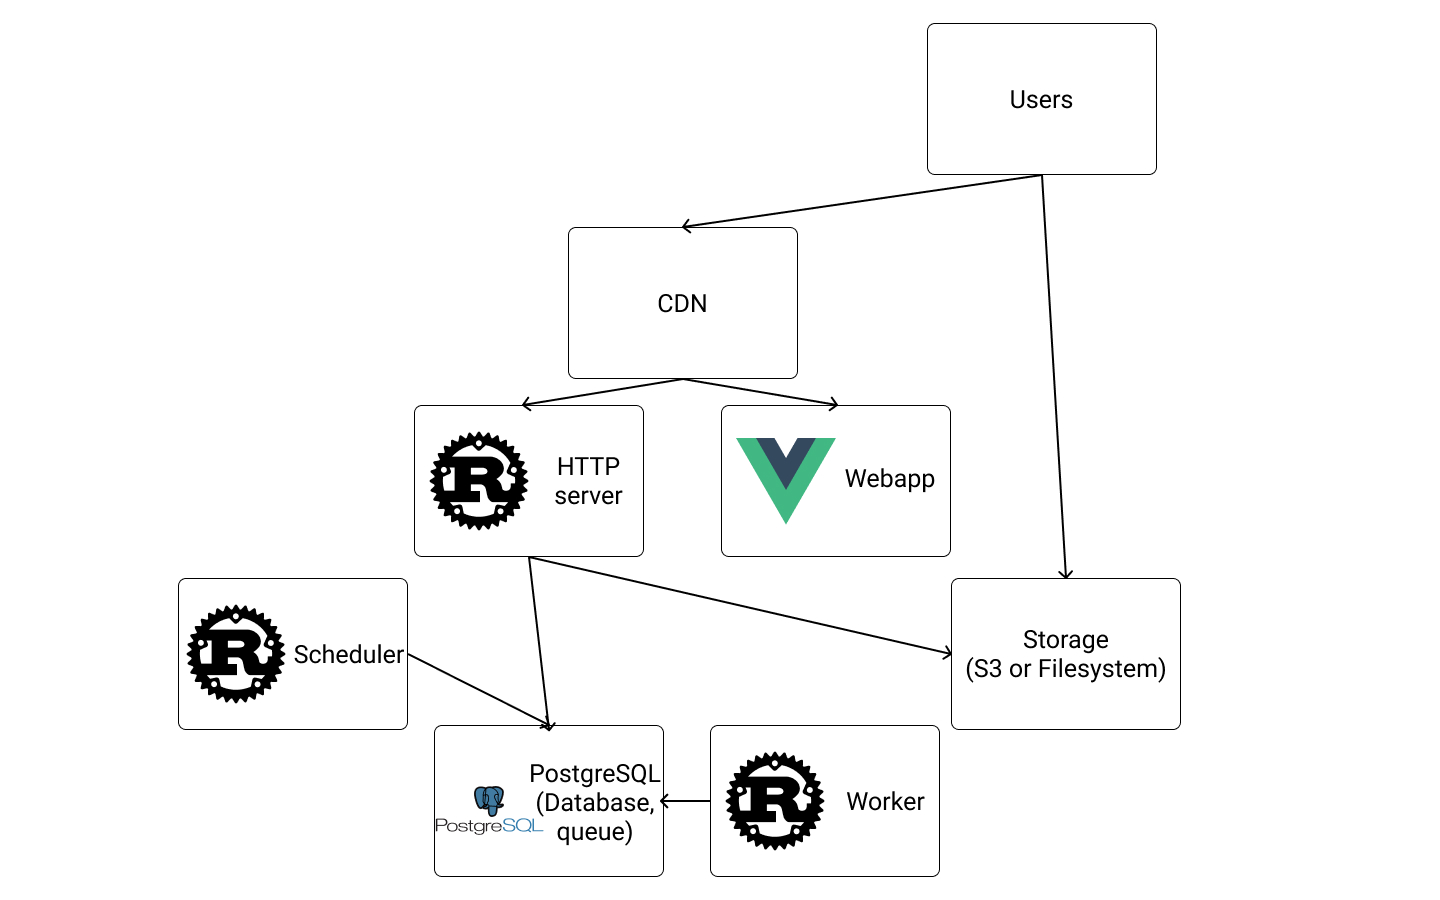 Users
CDN
HTTP
server
Webapp
Scheduler
Storage
(S3 or Filesystem)
PostgreSQL
PostgreSQL
(Database,
queue)
Worker